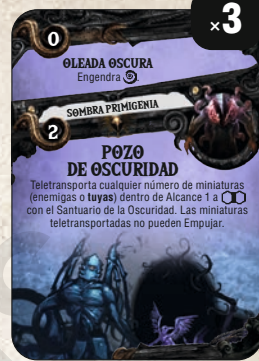 ×3
0
OLEADA OSCURA
Engendra
SOMBRA PRIMIGENIA
2
POZO
DE OSCURIDAD
Teletransporta cualquier número de miniaturas
(enemigas o tuyas) dentro de Alcance 1 a
con el Santuario de la Oscuridad. Las miniaturas
teletransportadas no pueden Empujar.